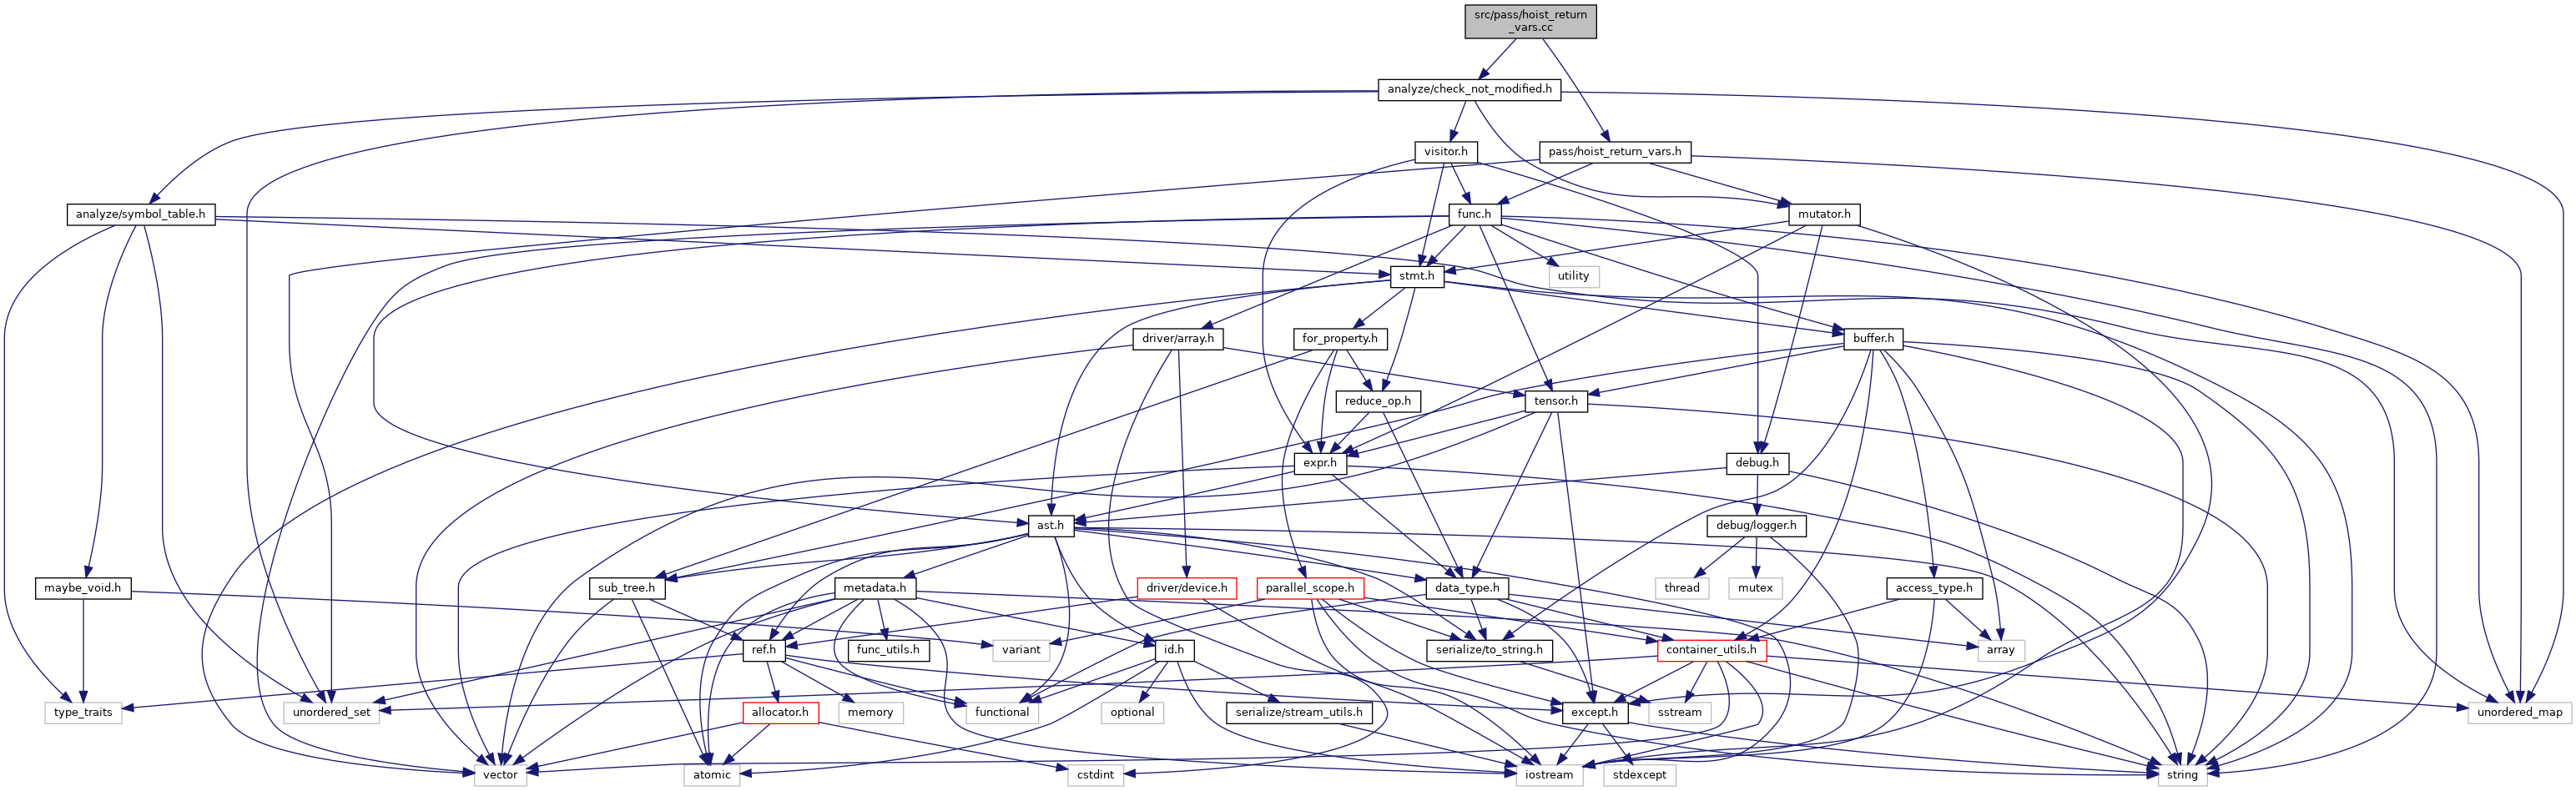 src/pass/hoist_return
_vars.cc
analyze/check_not_modified.h
visitor.h
pass/hoist_return_vars.h
analyze/symbol_table.h
func.h
mutator.h
stmt.h
utility
driver/array.h
for_property.h
buffer.h
reduce_op.h
tensor.h
expr.h
debug.h
ast.h
debug/logger.h
maybe_void.h
sub_tree.h
metadata.h
driver/device.h
parallel_scope.h
data_type.h
thread
mutex
access_type.h
ref.h
func_utils.h
variant
id.h
serialize/to_string.h
container_utils.h
array
type_traits
unordered_set
allocator.h
memory
functional
optional
serialize/stream_utils.h
except.h
sstream
unordered_map
vector
atomic
cstdint
iostream
stdexcept
string